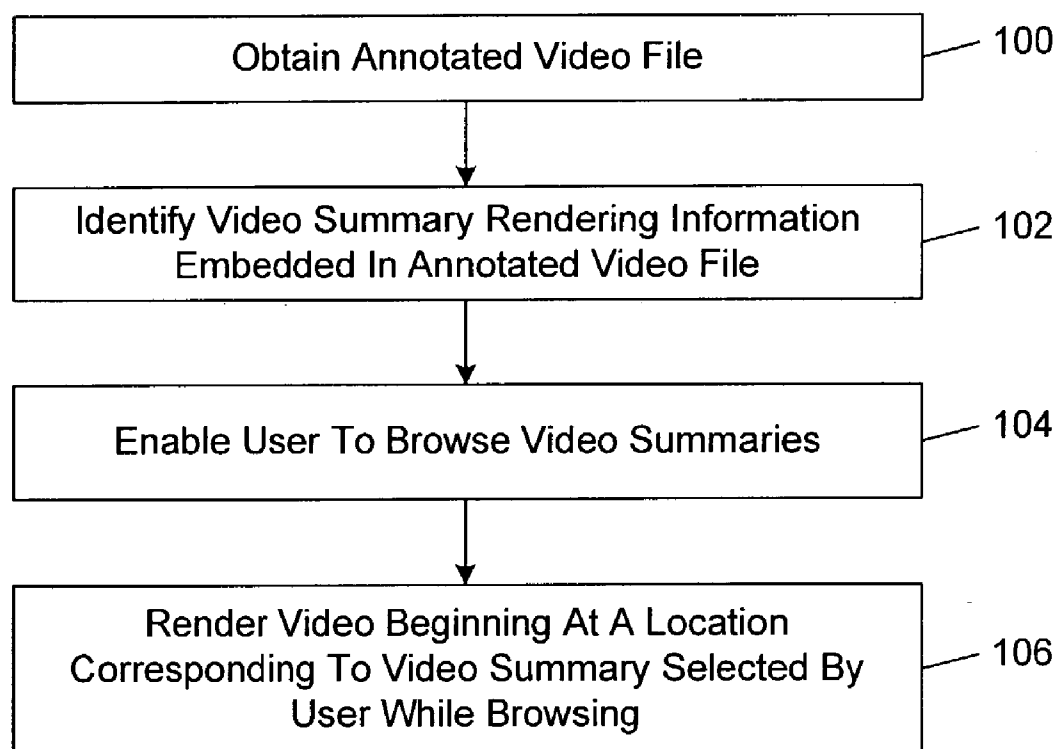 Obtain Annotated Video File
100
Identify Video Summary Rendering Information
Embedded In Annotated Video File
102
Enable User To Browse Video Summaries
104
Render Video Beginning At A Location
Corresponding To Video Summary Selected By
User While Browsing
106